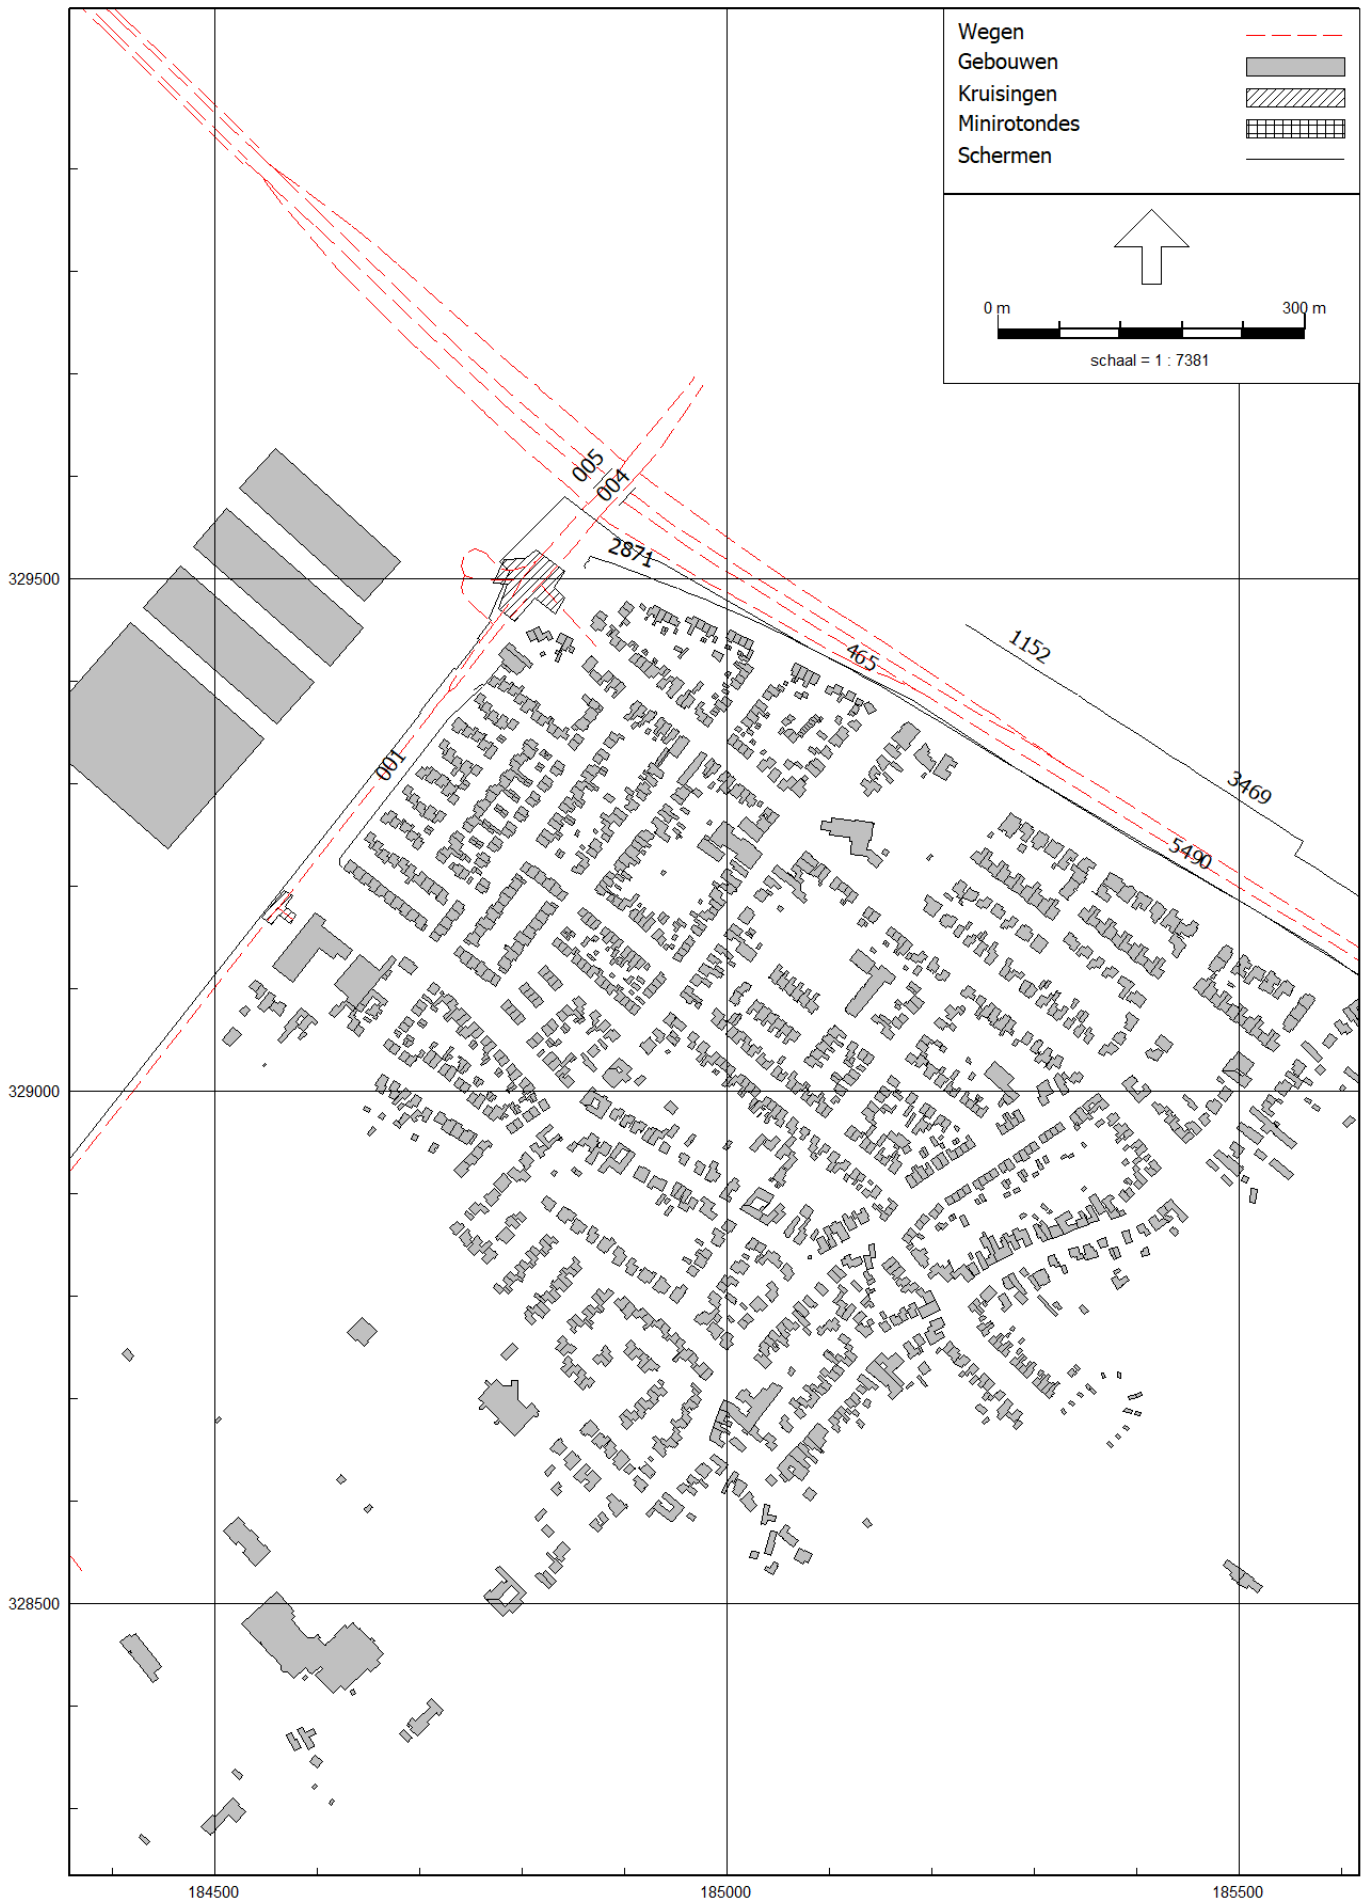 Wegen
Gebouwen
Kruisingen
Minirotondes
Schermen
0 m
300 m
schaal = 1 : 7381
005
004
2871
465
1152
3469
5490
001
329500
329000
328500
184500
185000
185500